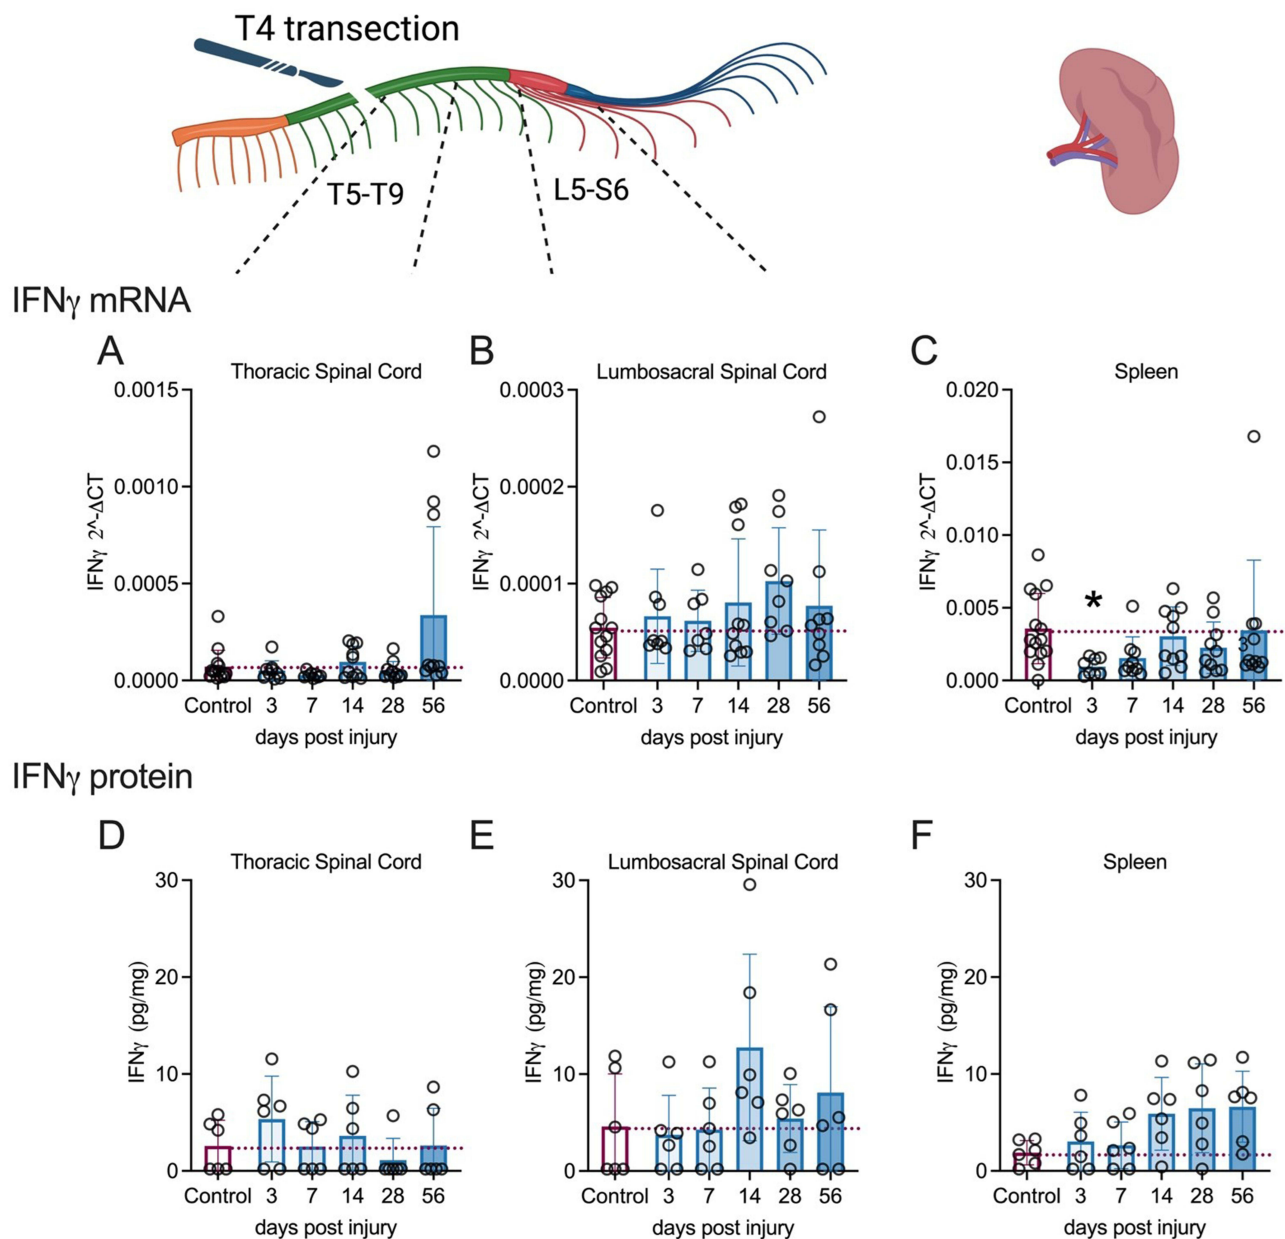 T4 transection
T5-T9
L5-S6
IFNγ mRNA
A
B
C
Thoracic Spinal Cord
Lumbosacral Spinal Cord
Spleen
IFNγ 2^-ΔCT
0.0015
0.0010
0.0005
0.0000
Control 3 7 14 28 56
days post injury
IFNγ 2^-ΔCT
0.0003
0.0002
0.0001
0.0000
Control 3 7 14 28 56
days post injury
IFNγ 2^-ΔCT
0.020
0.015
0.010
0.005
0.000
*
3
Control 3 7 14 28 56
days post injury
IFNγ protein
D
E
F
Thoracic Spinal Cord
Lumbosacral Spinal Cord
Spleen
IFNγ (pg/mg)
30
20
10
0
Control 3 7 14 28 56
days post injury
IFNγ (pg/mg)
30
20
10
0
Control 3 7 14 28 56
days post injury
IFNγ (pg/mg)
30
20
10
0
Control 3 7 14 28 56
days post injury